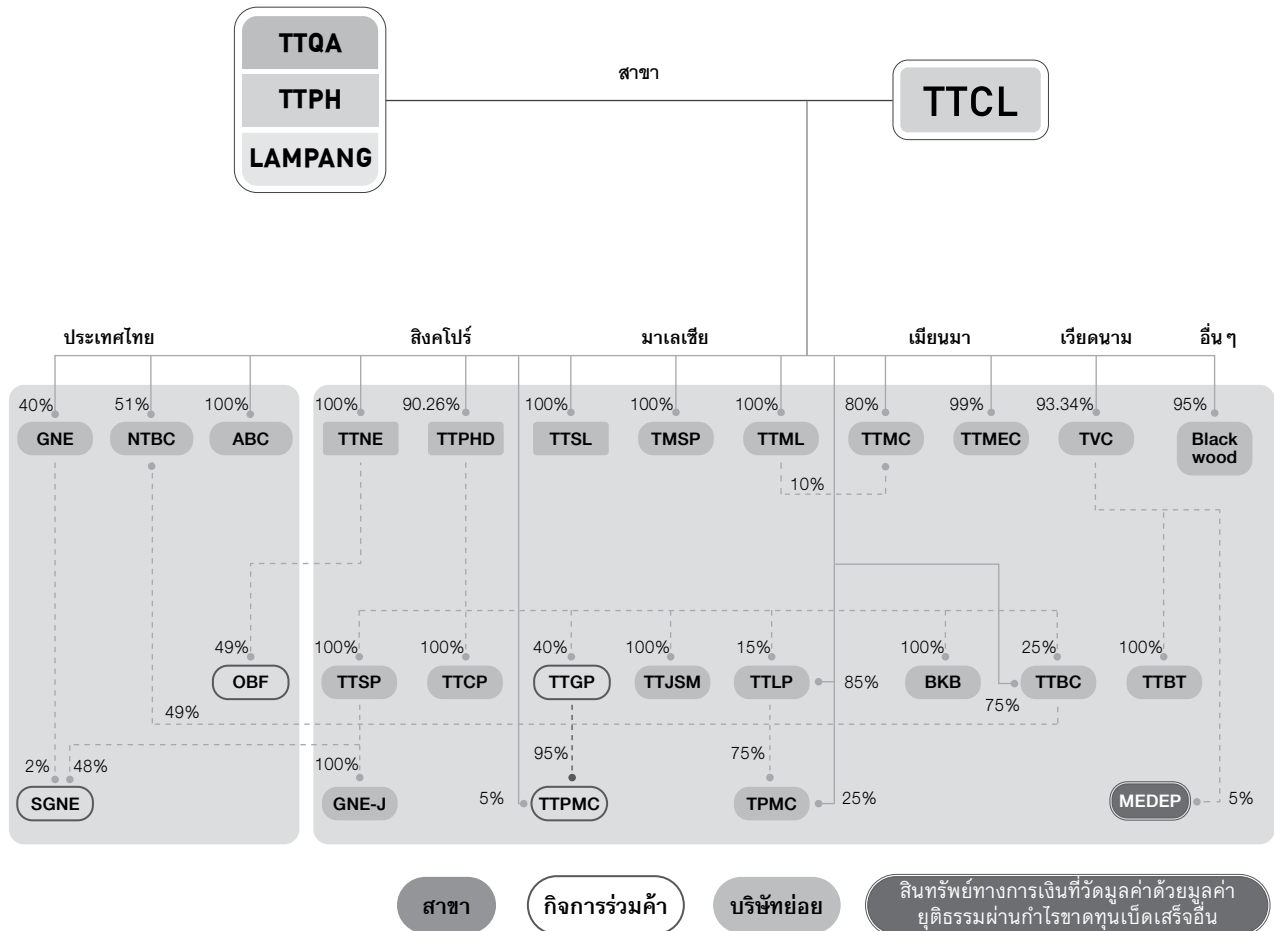 TTQA
TTPH
LAMPANG
สาขา
TTCL
ประเทศไทย
สิงคโปร์
มาเลเซีย
เมียนมา
เวียดนาม
อื่น ๆ
40%
51%
100%
100%
90.26%
100%
100%
100%
80%
99%
93.34%
95%
GNE
NTBC
ABC
TTNE
TTPHD
TTSL
TMSP
TTML
TTMC
TTMEC
TVC
Black
wood
10%
49%
100%
100%
40%
100%
15%
100%
25%
100%
OBF
TTSP
TTCP
TTGP
TTJSM
TTLP
85%
BKB
75%
TTBC
TTBT
49%
2%
48%
100%
95%
75%
SGNE
GNE-J
5%
TTPMC
TPMC
25%
MEDEP
5%
สาขา
กิจการร่วมค้า
บริษัทย่อย
สินทรัพย์ทางการเงินที่วัดมูลค่าด้วยมูลค่า
ยุติธรรมผ่านกำไรขาดทุนเบ็ดเสร็จอื่น